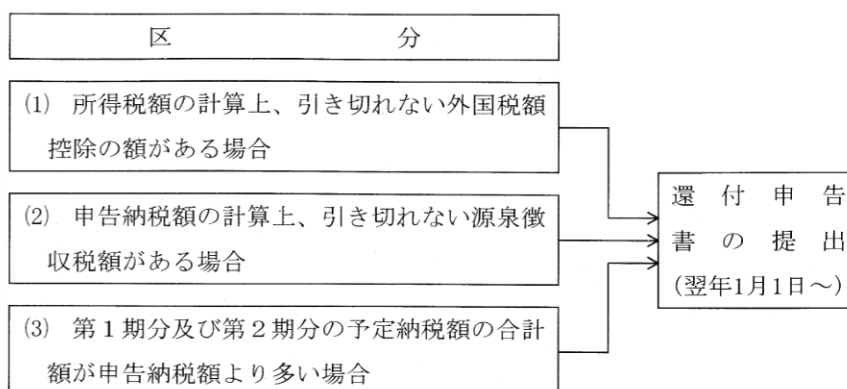 区 分
(1) 所得税額の計算上、引き切れない外国税額
控除の額がある場合
(2) 申告納税額の計算上、引き切れない源泉徴
収税額がある場合
(3) 第1期分及び第2期分の予定納税額の合計
額が申告納税額より多い場合
還付申告
書の提出
(翌年1月1日~)